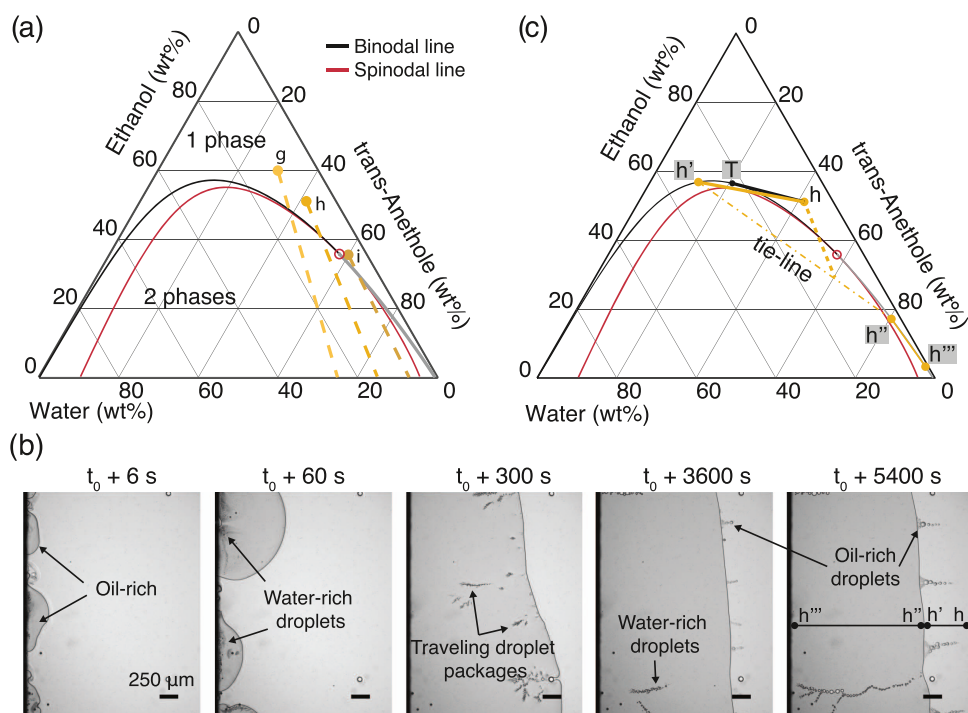 (a)
Ethanol (wt%)
trans-Anethole (wt%)
Water (wt%)
0
20
40
60
80
0
20
40
60
80
80
60
40
20
0
Binodal line
Spinodal line
1 phase
2 phases
g
h
i
(c)
Ethanol (wt%)
trans-Anethole (wt%)
Water (wt%)
0
20
40
60
80
0
20
40
60
80
80
60
40
20
0
h'
T
h
tie-line
h''
h'''
(b)
t0 + 6 s
t0 + 60 s
t0 + 300 s
t0 + 3600 s
t0 + 5400 s
Oil-rich
250 µm
Water-rich
droplets
Traveling droplet
packages
Water-rich
droplets
Oil-rich
droplets
h''' h'' h' h